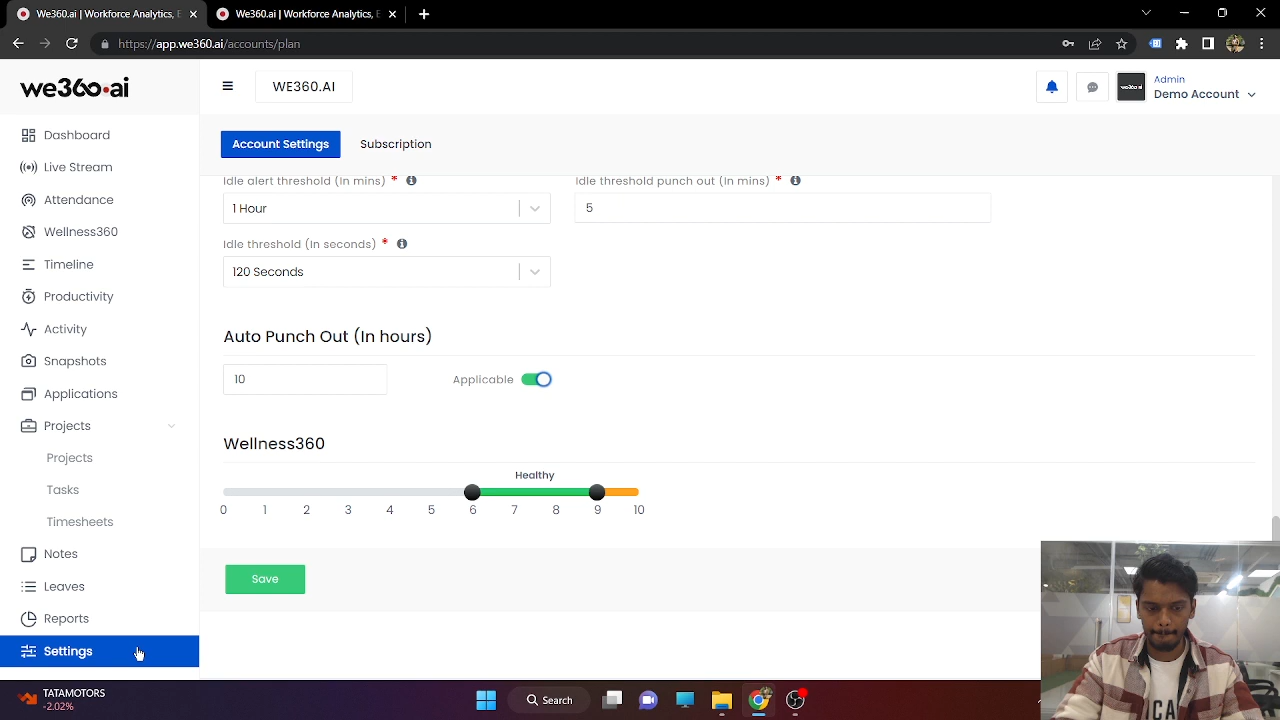 We360.ai | Workforce Analytics, E
We360.ai | Workforce Analytics, E
https://app.we360.ai/accounts/plan
we360.ai
WE360.AI
Admin
Demo Account
Dashboard
Live Stream
Attendance
Wellness360
Timeline
Productivity
Activity
Snapshots
Applications
Projects
Projects
Tasks
Timesheets
Notes
Leaves
Reports
Settings
Account Settings
Subscription
Idle alert threshold (In mins) *
Idle threshold punch out (In mins) *
1 Hour
5
Idle threshold (In seconds) *
120 Seconds
Auto Punch Out (In hours)
10
Applicable
Wellness360
Healthy
0 1 2 3 4 5 6 7 8 9 10
Save
TATAMOTORS
-2.02%
Search